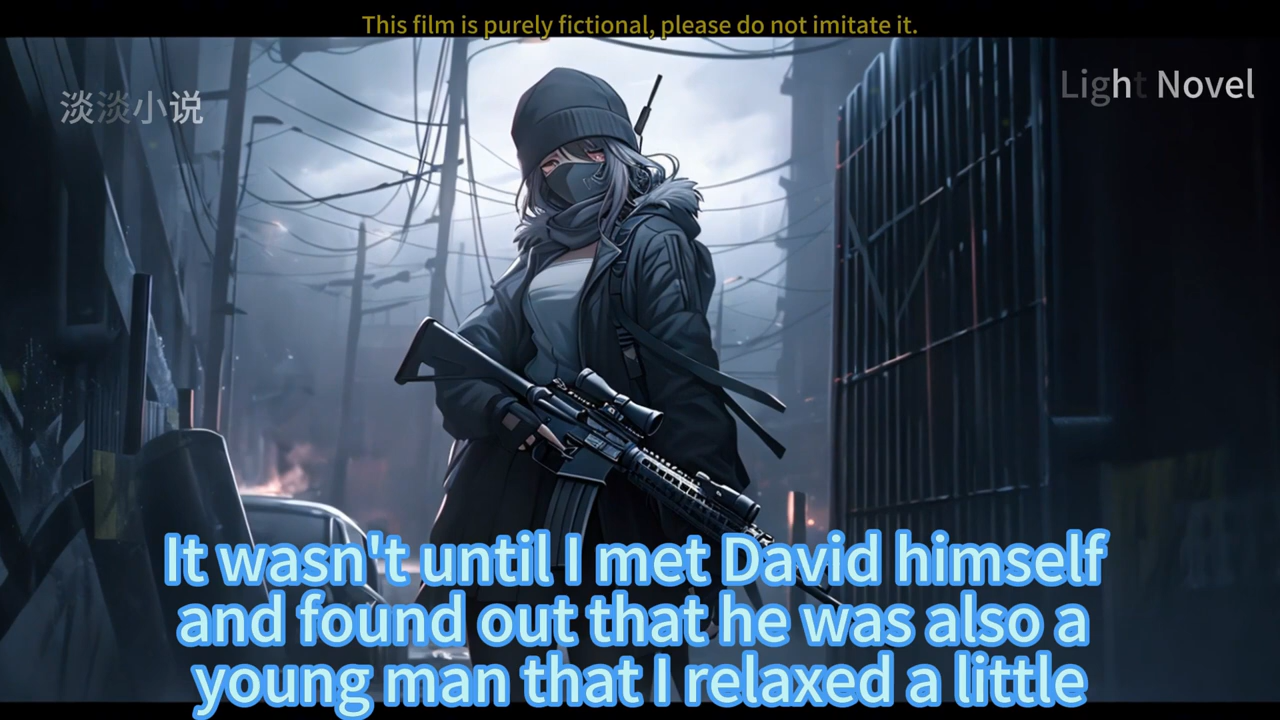 This film is purely fictional, please do not imitate it.
淡淡小说
Light Novel
It wasn't until I met David himself
and found out that he was also a
young man that I relaxed a little